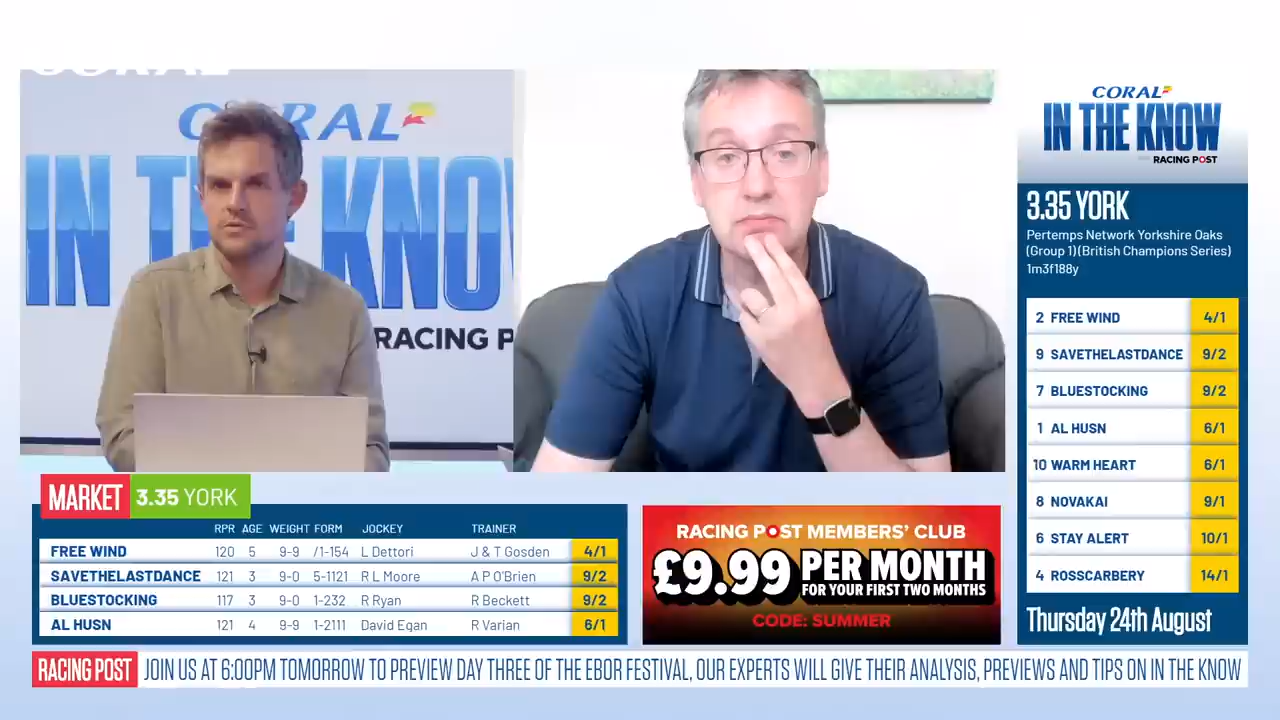 CORAL
CORAL
IN THE KNOW
RACING P
CORAL
IN THE KNOW
RACING POST
3.35 YORK
Pertemps Network Yorkshire Oaks
(Group 1)(British Champions Series)
1m3f188y
2 FREE WIND 4/1
9 SAVETHELASTDANCE 9/2
7 BLUESTOCKING 9/2
1 AL HUSN 6/1
10 WARM HEART 6/1
8 NOVAKAI 9/1
6 STAY ALERT 10/1
4 ROSSCARBERY 14/1
Thursday 24th August
MARKET 3.35 YORK
RPR AGE WEIGHT FORM JOCKEY TRAINER
FREE WIND 120 5 9-9 /1-154 L Dettori J & T Gosden 4/1
SAVETHELASTDANCE 121 3 9-0 5-1121 R L Moore A P O'Brien 9/2
BLUESTOCKING 117 3 9-0 1-232 R Ryan R Beckett 9/2
AL HUSN 121 4 9-9 1-2111 David Egan R Varian 6/1
RACING POST MEMBERS' CLUB
£9.99 PER MONTH
FOR YOUR FIRST TWO MONTHS
CODE: SUMMER
RACING POST JOIN US AT 6:00PM TOMORROW TO PREVIEW DAY THREE OF THE EBOR FESTIVAL, OUR EXPERTS WILL GIVE THEIR ANALYSIS, PREVIEWS AND TIPS ON IN THE KNOW